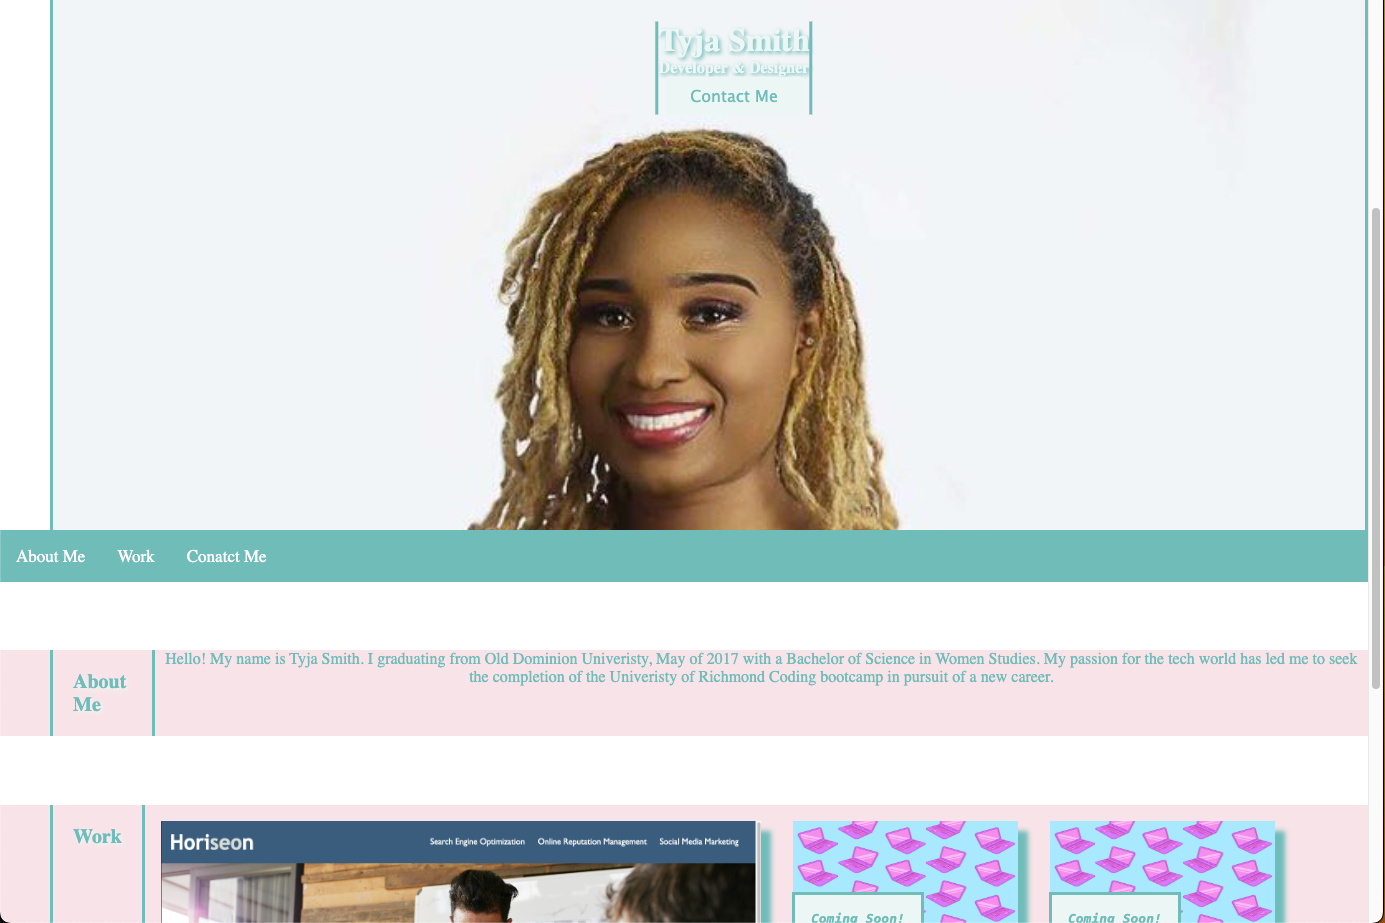 Tyja Smith
Developer & Designer
Contact Me
About Me Work Conatct Me
About
Me
Hello! My name is Tyja Smith. I graduating from Old Dominion Univeristy, May of 2017 with a Bachelor of Science in Women Studies. My passion for the tech world has led me to seek
the completion of the Univeristy of Richmond Coding bootcamp in pursuit of a new career.
Work
Horiseon
Search Engine Optimization Online Reputation Management Social Media Marketing
Coming Soon!
Coming Soon!